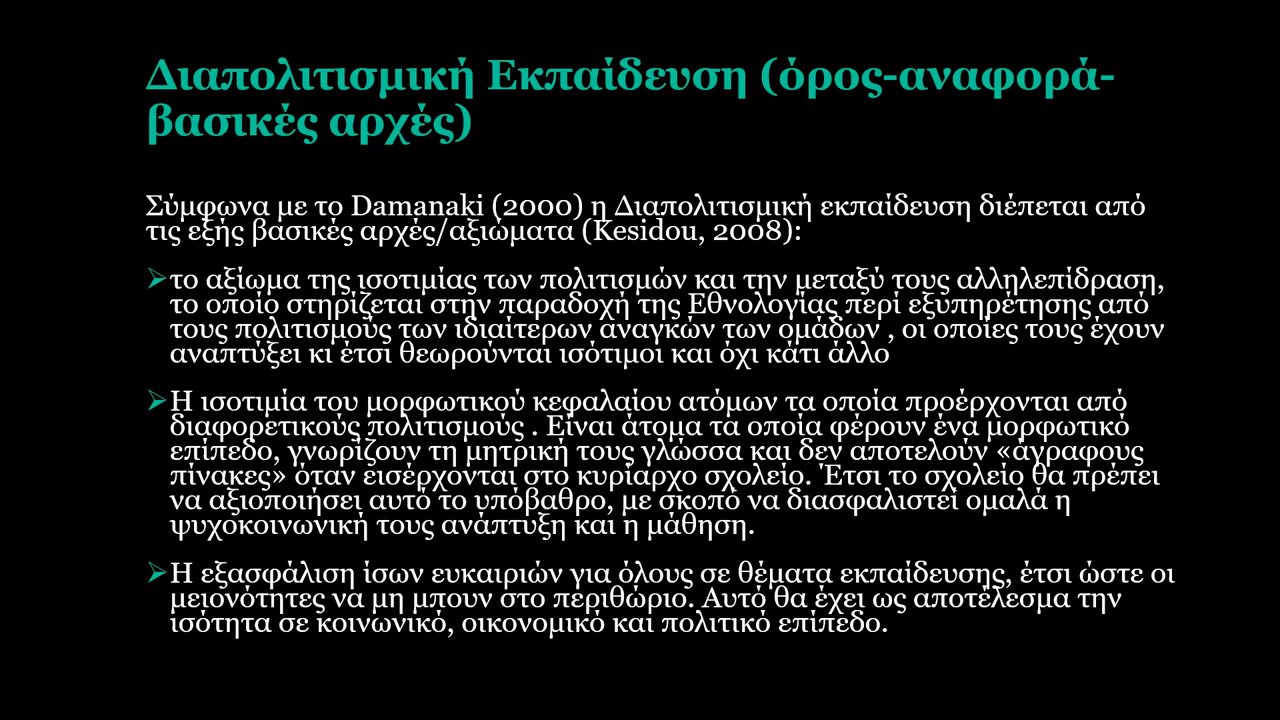 Διαπολιτισμική Εκπαίδευση (όρος-αναφορά-
βασικές αρχές)
Σύμφωνα με το Damanaki (2000) η Διαπολιτισμική εκπαίδευση διέπεται από
τις εξής βασικές αρχές/αξιώματα (Kesidou, 2008):
➢το αξίωμα της ισοτιμίας των πολιτισμών και την μεταξύ τους αλληλεπίδραση,
το οποίο στηρίζεται στην παραδοχή της Εθνολογίας περί εξυπηρέτησης από
τους πολιτισμούς των ιδιαίτερων αναγκών των ομάδων , οι οποίες τους έχουν
αναπτύξει κι έτσι θεωρούνται ισότιμοι και όχι κάτι άλλο
➢Η ισοτιμία του μορφωτικού κεφαλαίου ατόμων τα οποία προέρχονται από
διαφορετικούς πολιτισμούς . Είναι άτομα τα οποία φέρουν ένα μορφωτικό
επίπεδο, γνωρίζουν τη μητρική τους γλώσσα και δεν αποτελούν «άγραφους
πίνακες» όταν εισέρχονται στο κυρίαρχο σχολείο. Έτσι το σχολείο θα πρέπει
να αξιοποιήσει αυτό το υπόβαθρο, με σκοπό να διασφαλιστεί ομαλά η
ψυχοκοινωνική τους ανάπτυξη και η μάθηση.
➢Η εξασφάλιση ίσων ευκαιριών για όλους σε θέματα εκπαίδευσης, έτσι ώστε οι
μειονότητες να μη μπουν στο περιθώριο. Αυτό θα έχει ως αποτέλεσμα την
ισότητα σε κοινωνικό, οικονομικό και πολιτικό επίπεδο.